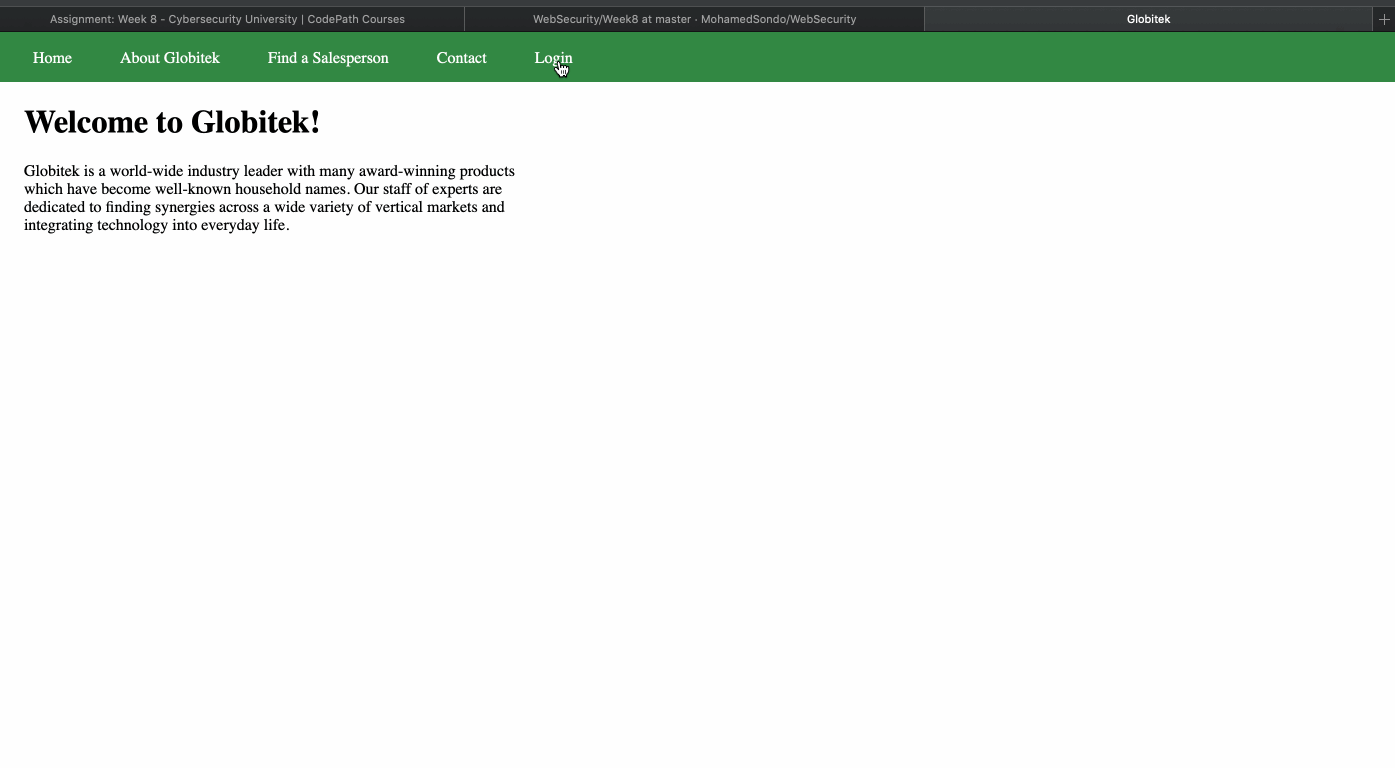 Assignment: Week 8 - Cybersecurity University | CodePath Courses
WebSecurity/Week8 at master · MohamedSondo/WebSecurity
Globitek
Home
About Globitek
Find a Salesperson
Contact
Login
Welcome to Globitek!
Globitek is a world-wide industry leader with many award-winning products
which have become well-known household names. Our staff of experts are
dedicated to finding synergies across a wide variety of vertical markets and
integrating technology into everyday life.